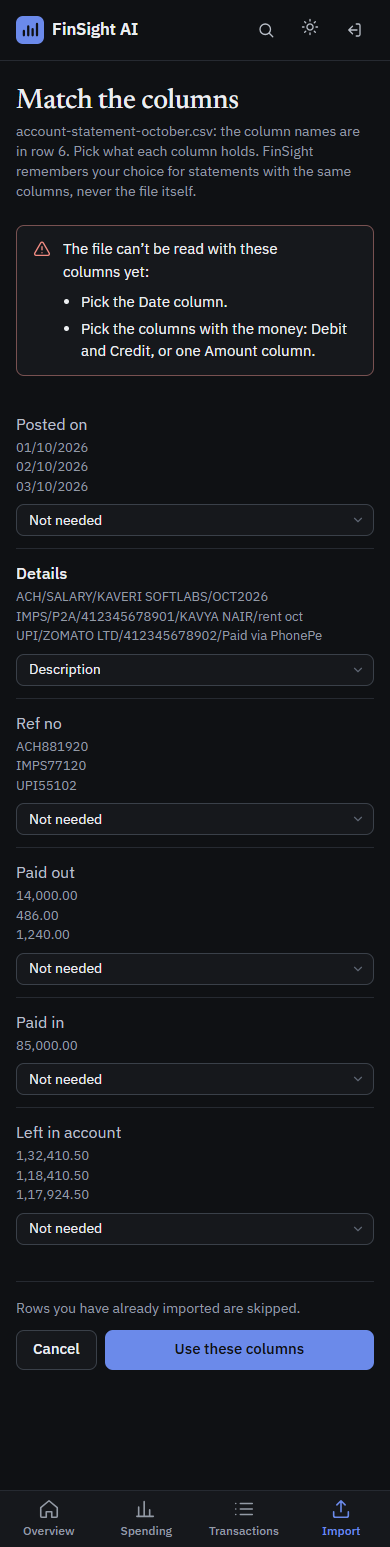 FinSight AI
Match the columns
account-statement-october.csv: the column names are
in row 6. Pick what each column holds. FinSight
remembers your choice for statements with the same
columns, never the file itself.
The file can’t be read with these
columns yet:
• Pick the Date column.
• Pick the columns with the money: Debit
and Credit, or one Amount column.
Posted on
01/10/2026
02/10/2026
03/10/2026
Not needed
Details
ACH/SALARY/KAVERI SOFTLABS/OCT2026
IMPS/P2A/412345678901/KAVYA NAIR/rent oct
UPI/ZOMATO LTD/412345678902/Paid via PhonePe
Description
Ref no
ACH881920
IMPS77120
UPI55102
Not needed
Paid out
14,000.00
486.00
1,240.00
Not needed
Paid in
85,000.00
Not needed
Left in account
1,32,410.50
1,18,410.50
1,17,924.50
Not needed
Rows you have already imported are skipped.
Cancel
Use these columns
Overview
Spending
Transactions
Import